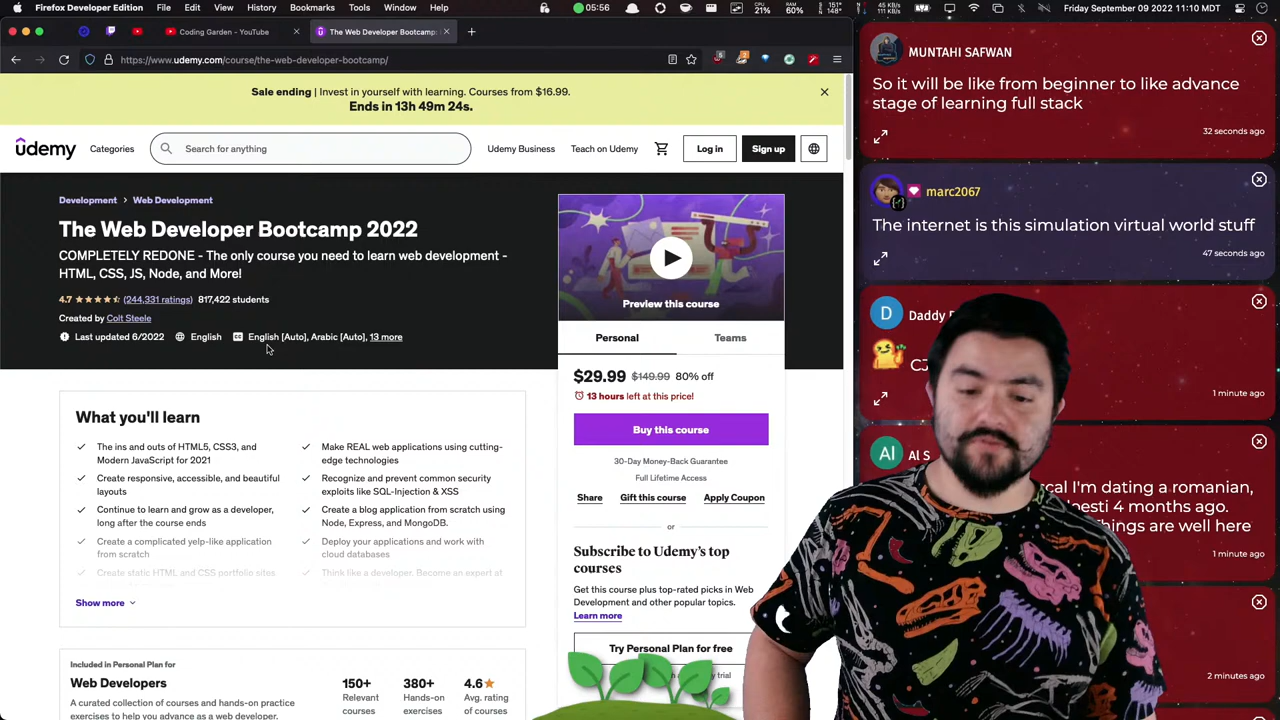 Firefox Developer Edition File Edit View History Bookmarks Tools Window Help
05:56
CPU 21%
RAM 60%
45 KB/s
111 KB/s
Friday September 09 2022 11:10 MDT
Coding Garden - YouTube
The Web Developer Bootcamp
https://www.udemy.com/course/the-web-developer-bootcamp/
Sale ending | Invest in yourself with learning. Courses from $16.99.
Ends in 13h 49m 24s.
udemy
Categories
Search for anything
Udemy Business
Teach on Udemy
Log in
Sign up
Development > Web Development
The Web Developer Bootcamp 2022
COMPLETELY REDONE - The only course you need to learn web development -
HTML, CSS, JS, Node, and More!
4.7 (244,331 ratings) 817,422 students
Created by Colt Steele
Last updated 6/2022 English English [Auto], Arabic [Auto], 13 more
What you'll learn
The ins and outs of HTML5, CSS3, and
Modern JavaScript for 2021
Create responsive, accessible, and beautiful
layouts
Continue to learn and grow as a developer,
long after the course ends
Create a complicated yelp-like application
from scratch
Create static HTML and CSS portfolio sites
Make REAL web applications using cutting-
edge technologies
Recognize and prevent common security
exploits like SQL-Injection & XSS
Create a blog application from scratch using
Node, Express, and MongoDB.
Deploy your applications and work with
cloud databases
Think like a developer. Become an expert at
Show more
Included in Personal Plan for
Web Developers
A curated collection of courses and hands-on practice
exercises to help you advance as a web developer.
150+
Relevant
courses
380+
Hands-on
exercises
4.6
Avg. rating
of courses
Preview this course
Personal
Teams
$29.99 $149.99 80% off
13 hours left at this price!
Buy this course
30-Day Money-Back Guarantee
Full Lifetime Access
Share
Gift this course
Apply Coupon
or
Subscribe to Udemy's top
courses
Get this course plus top-rated picks in Web
Development and other popular topics.
Learn more
Try Personal Plan for free
trial
MUNTAHI SAFWAN
So it will be like from beginner to like advance
stage of learning full stack
32 seconds ago
marc2067
The internet is this simulation virtual world stuff
47 seconds ago
D
Daddy
CJ
1 minute ago
Al
Al S
I'm dating a romanian,
4 months ago.
things are well here
1 minute ago
2 minutes ago